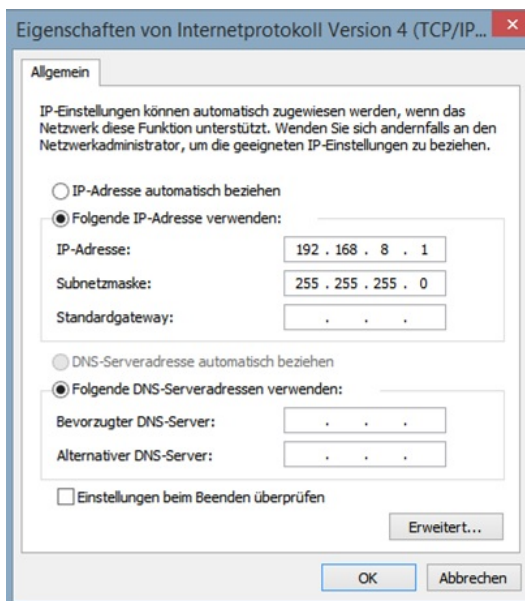 Eigenschaften von Internetprotokoll Version 4 (TCP/IP...
Allgemein
IP-Einstellungen können automatisch zugewiesen werden, wenn das
Netzwerk diese Funktion unterstützt. Wenden Sie sich andernfalls an den
Netzwerkadministrator, um die geeigneten IP-Einstellungen zu beziehen.
IP-Adresse automatisch beziehen
Folgende IP-Adresse verwenden:
IP-Adresse: 192 . 168 . 8 . 1
Subnetzmaske: 255 . 255 . 255 . 0
Standardgateway: . . .
DNS-Serveradresse automatisch beziehen
Folgende DNS-Serveradressen verwenden:
Bevorzugter DNS-Server: . . .
Alternativer DNS-Server: . . .
Einstellungen beim Beenden überprüfen
Erweitert...
OK Abbrechen